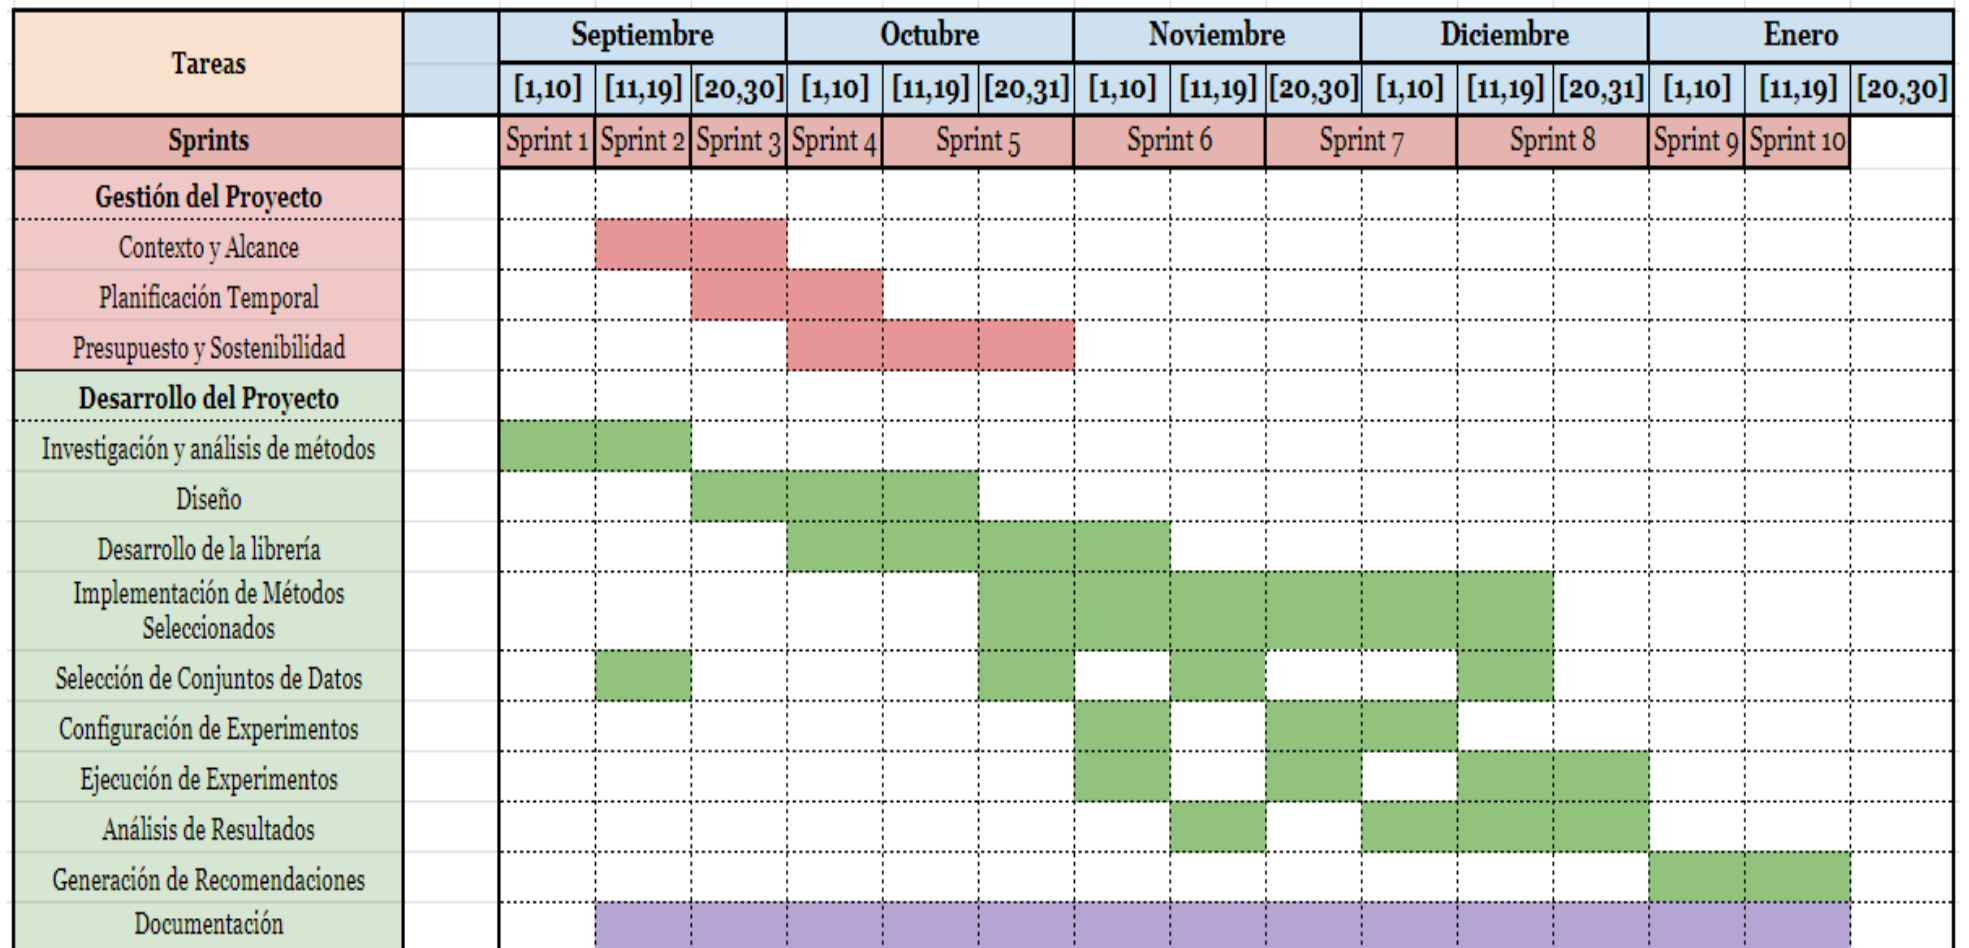 Tareas
Septiembre
Octubre
Noviembre
Diciembre
Enero
[1,10] [11,19] [20,30] [1,10] [11,19] [20,31] [1,10] [11,19] [20,30] [1,10] [11,19] [20,31] [1,10] [11,19] [20,30]
Sprints
Sprint 1 Sprint 2 Sprint 3 Sprint 4 Sprint 5 Sprint 6 Sprint 7 Sprint 8 Sprint 9 Sprint 10
Gestión del Proyecto
Contexto y Alcance
Planificación Temporal
Presupuesto y Sostenibilidad
Desarrollo del Proyecto
Investigación y análisis de métodos
Diseño
Desarrollo de la librería
Implementación de Métodos
Seleccionados
Selección de Conjuntos de Datos
Configuración de Experimentos
Ejecución de Experimentos
Análisis de Resultados
Generación de Recomendaciones
Documentación